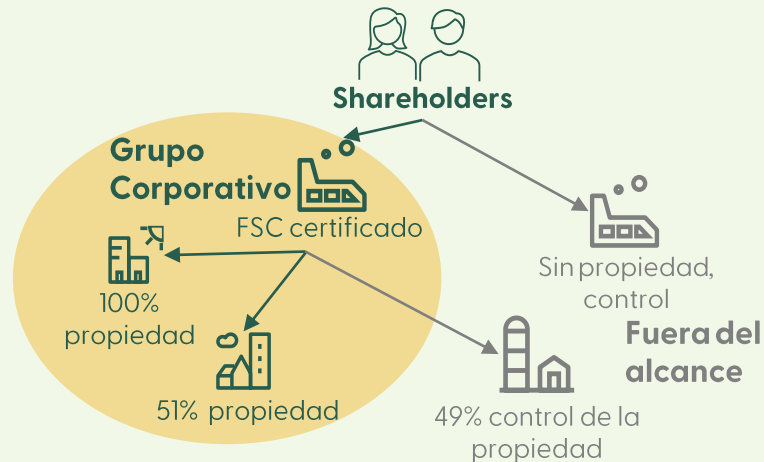 Shareholders
Grupo
Corporativo
FSC certificado
100%
propiedad
51% propiedad
Sin propiedad,
control
Fuera del
alcance
49% control de la
propiedad